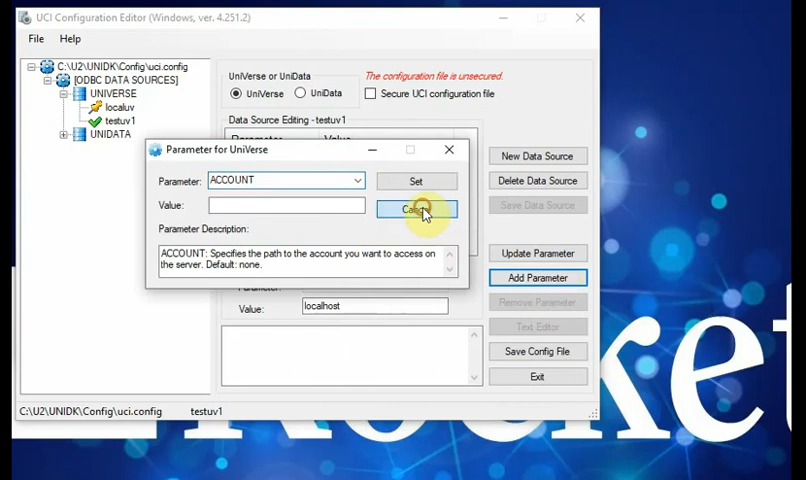 UCI Configuration Editor (Windows, ver. 4.251.2)
File Help
C:\U2\UNIDK\Config\uci.config
[ODBC DATA SOURCES]
UNIVERSE
localuv
testuv1
UNIDATA
UniVerse or UniData
UniVerse UniData
The configuration file is unsecured.
Secure UCI configuration file
Data Source Editing - testuv1
Parameter Value
New Data Source
Delete Data Source
Save Data Source
Update Parameter
Add Parameter
Remove Parameter
Text Editor
Save Config File
Exit
Parameter for UniVerse
Parameter: ACCOUNT
Set
Value:
Cancel
Parameter Description:
ACCOUNT: Specifies the path to the account you want to access on
the server. Default: none.
Value: localhost
C:\U2\UNIDK\Config\uci.config testuv1